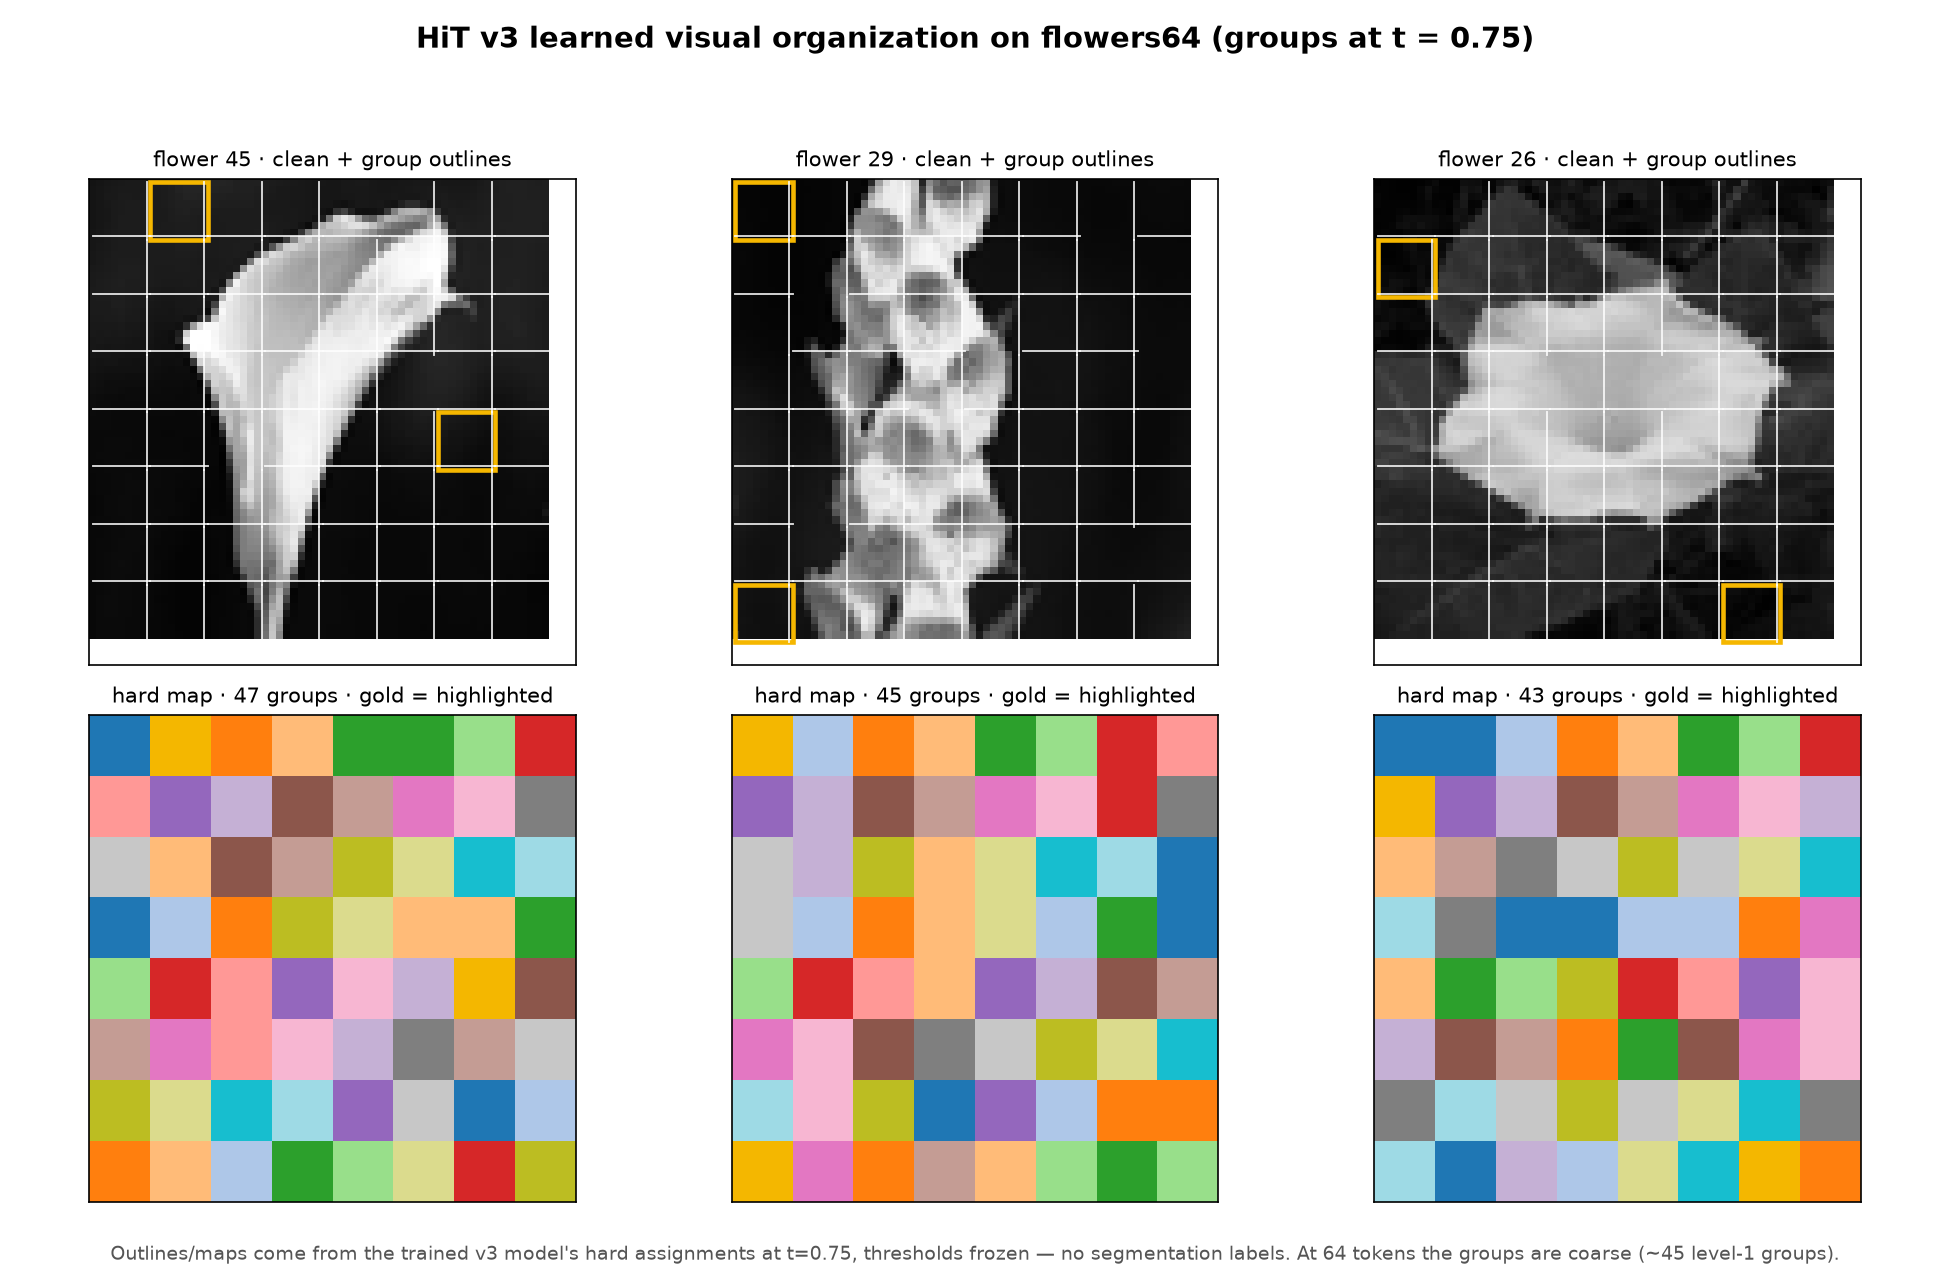 HiT v3 learned visual organization on flowers64 (groups at t = 0.75)
flower 45 · clean + group outlines
flower 29 · clean + group outlines
flower 26 · clean + group outlines
hard map · 47 groups · gold = highlighted
hard map · 45 groups · gold = highlighted
hard map · 43 groups · gold = highlighted
Outlines/maps come from the trained v3 model's hard assignments at t=0.75, thresholds frozen — no segmentation labels. At 64 tokens the groups are coarse (~45 level-1 groups).